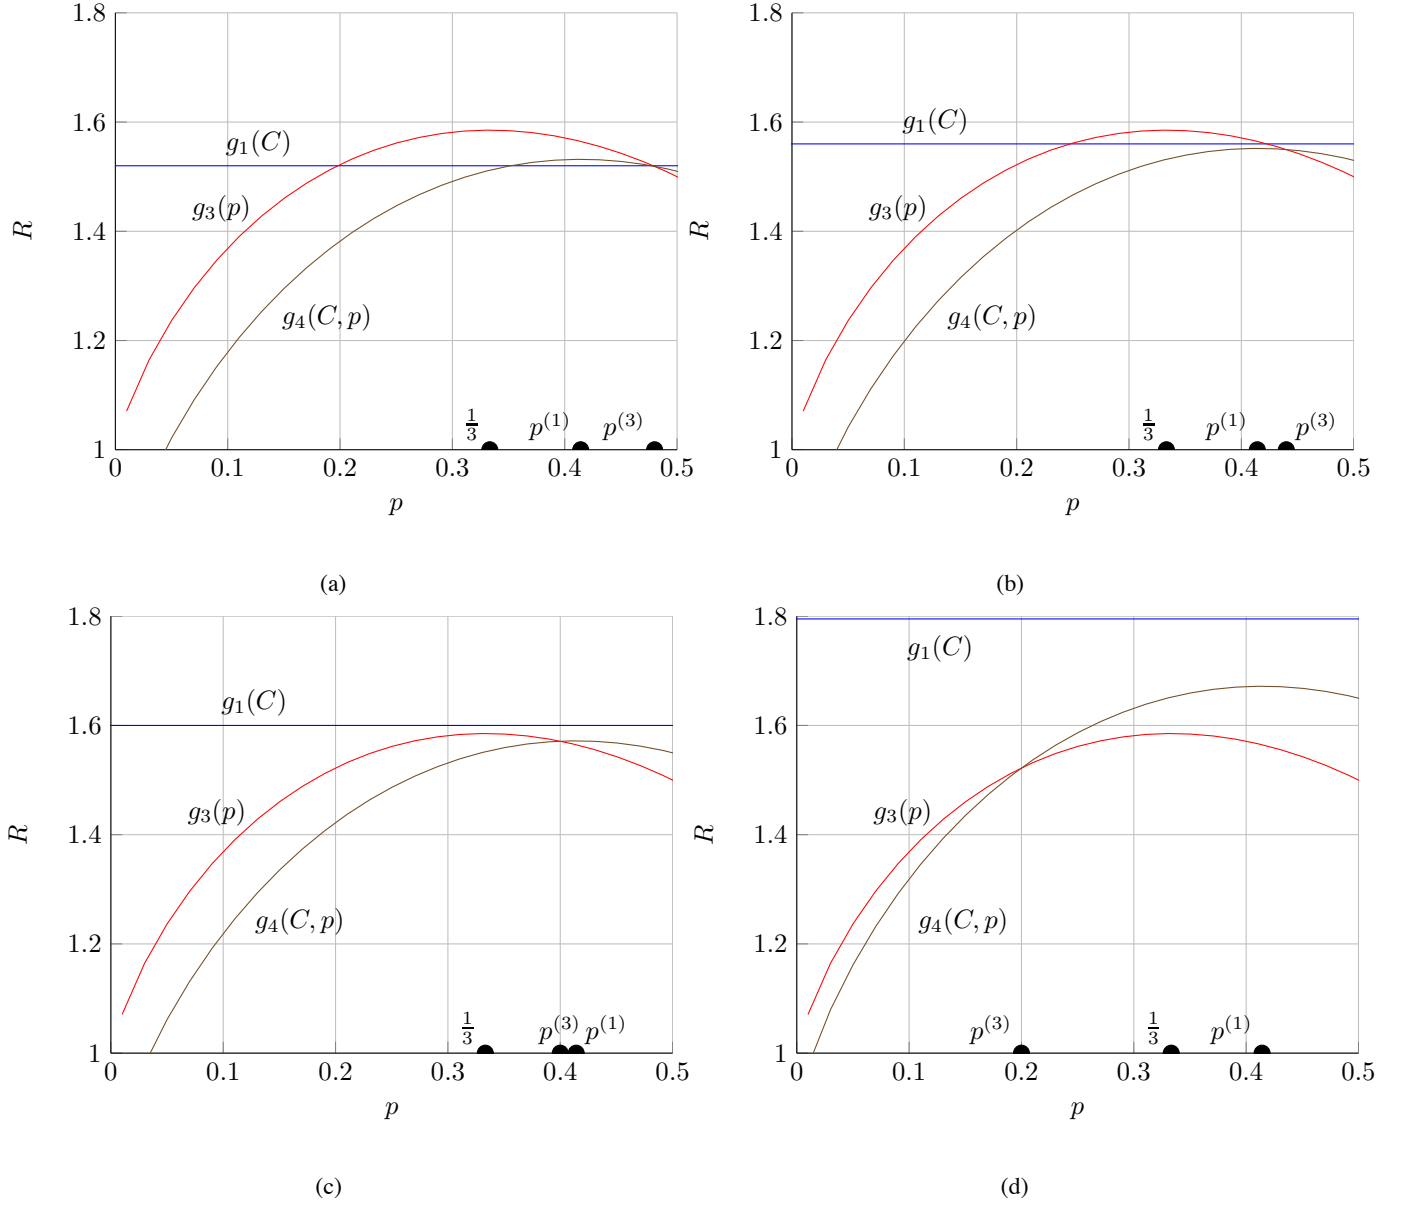 1.8
1.6
1.4
1.2
1
R
g₁(C)
g₃(p)
g₄(C, p)
1/3
p⁽¹⁾
p⁽³⁾
0 0.1 0.2 0.3 0.4 0.5
p
(a)
1.8
1.6
1.4
1.2
1
R
g₁(C)
g₃(p)
g₄(C, p)
1/3
p⁽¹⁾
p⁽³⁾
0 0.1 0.2 0.3 0.4 0.5
p
(b)
1.8
1.6
1.4
1.2
1
R
g₁(C)
g₃(p)
g₄(C, p)
1/3
p⁽³⁾
p⁽¹⁾
0 0.1 0.2 0.3 0.4 0.5
p
(c)
1.8
1.6
1.4
1.2
1
R
g₁(C)
g₃(p)
g₄(C, p)
p⁽³⁾
1/3
p⁽¹⁾
0 0.1 0.2 0.3 0.4 0.5
p
(d)